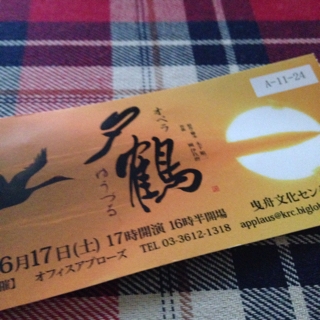 A-11-24
オペラ
夕鶴
ゆうつる
6月17日(土) 17時開演 16時半開場
曳舟文化セン
オフィスアプローズ
TEL 03-3612-1318
applaus@krc.biglob